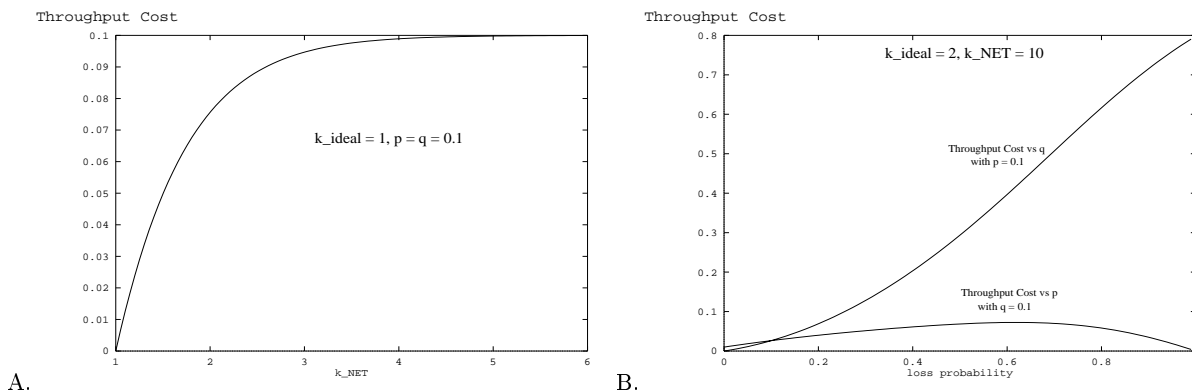 Throughput Cost
0.1
0.09
0.08
0.07
0.06
0.05
0.04
0.03
0.02
0.01
0
k_ideal = 1, p = q = 0.1
1 2 3 4 5 6
k_NET
A.
Throughput Cost
0.8
0.7
0.6
0.5
0.4
0.3
0.2
0.1
0
k_ideal = 2, k_NET = 10
Throughput Cost vs q
with p = 0.1
Throughput Cost vs p
with q = 0.1
0 0.2 0.4 0.6 0.8
loss probability
B.